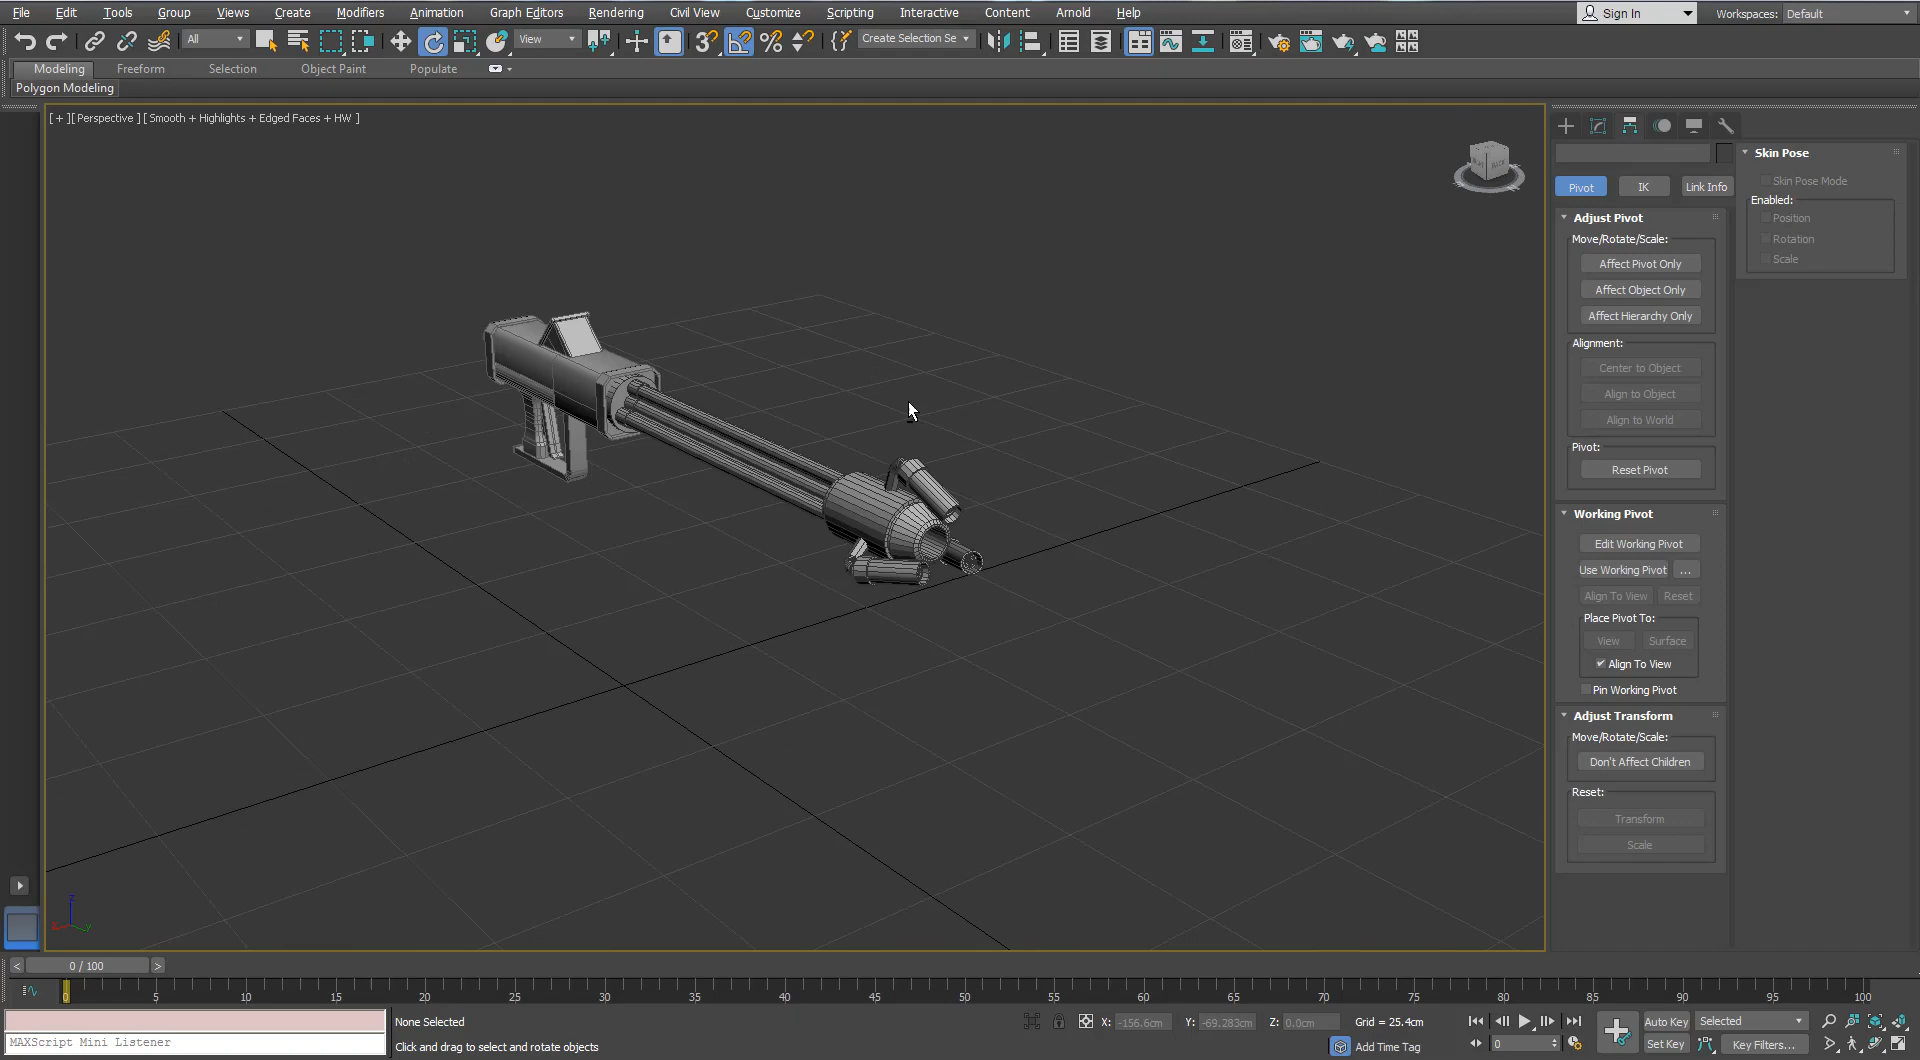 File Edit Tools Group Views Create Modifiers Animation Graph Editors Rendering Civil View Customize Scripting Interactive Content Arnold Help Sign In Workspaces: Default
All View 3 Create Selection Se
Modeling Freeform Selection Object Paint Populate
Polygon Modeling
[ + ][ Perspective ] [ Smooth + Highlights + Edged Faces + HW ]
Pivot IK Link Info
Adjust Pivot
Move/Rotate/Scale:
Affect Pivot Only
Affect Object Only
Affect Hierarchy Only
Alignment:
Center to Object
Align to Object
Align to World
Pivot:
Reset Pivot
Working Pivot
Edit Working Pivot
Use Working Pivot ...
Align To View Reset
Place Pivot To:
View Surface
Align To View
Pin Working Pivot
Adjust Transform
Move/Rotate/Scale:
Don't Affect Children
Reset:
Transform
Scale
Skin Pose
Skin Pose Mode
Enabled:
Position
Rotation
Scale
z
y
< 0 / 100 >
0 5 10 15 20 25 30 35 40 45 50 55 60 65 70 75 80 85 90 95 100
None Selected X: -156.6cm Y: -69.283cm Z: 0.0cm Grid = 25.4cm Auto Key Selected
MAXScript Mini Listener
Click and drag to select and rotate objects Add Time Tag 0 Set Key Key Filters...